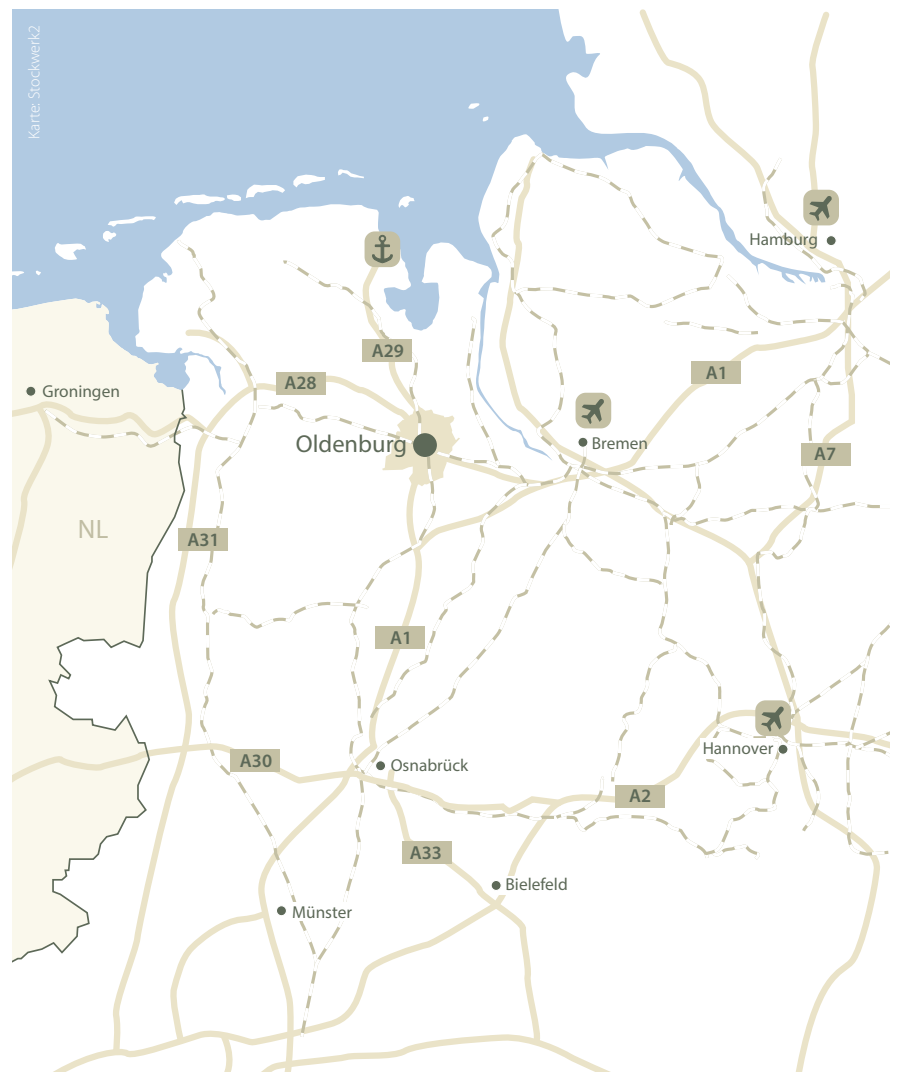 Karte: Stockwerk2
Hamburg
A29
A1
A28
Groningen
Bremen
Oldenburg
A7
NL
A31
A1
Hannover
A30
Osnabrück
A2
A33
Bielefeld
Münster